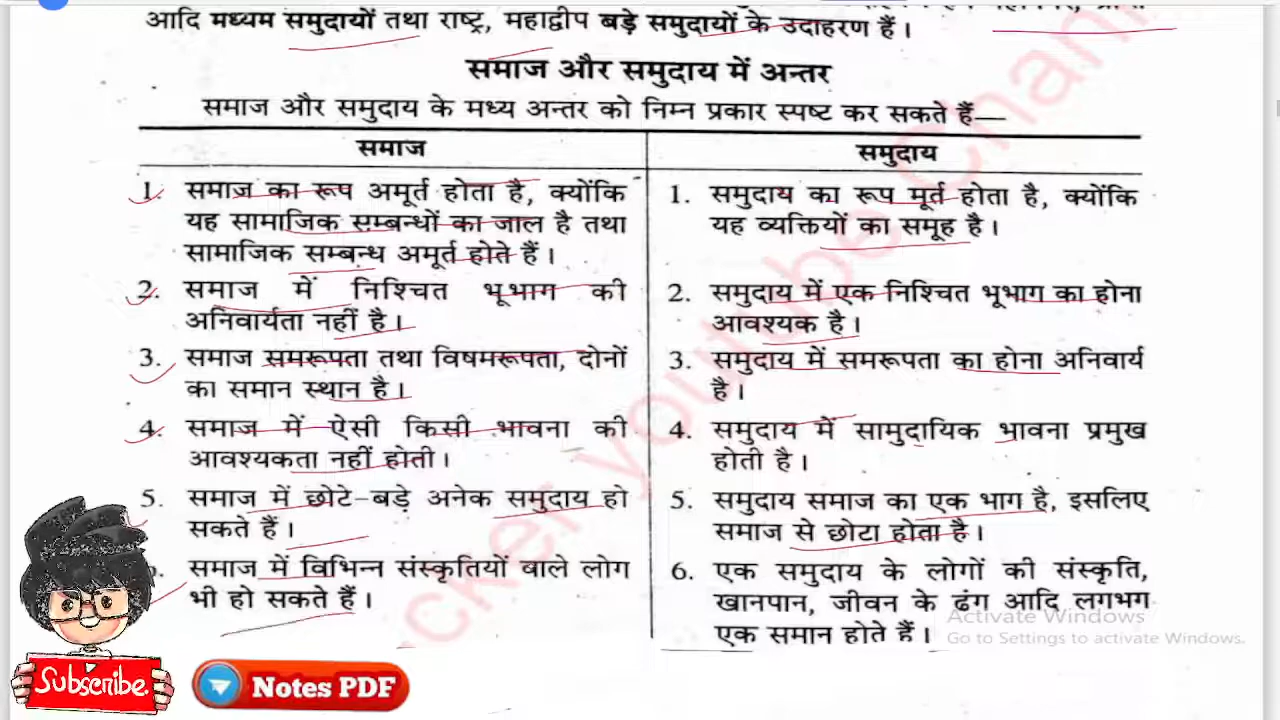 आदि मध्यम समुदायों तथा राष्ट्र, महाद्वीप बड़े समुदायों के उदाहरण हैं।
समाज और समुदाय में अन्तर
समाज और समुदाय के मध्य अन्तर को निम्न प्रकार स्पष्ट कर सकते हैं—
समाज
1. समाज का रूप अमूर्त होता है, क्योंकि
यह सामाजिक सम्बन्धों का जाल है तथा
सामाजिक सम्बन्ध अमूर्त होते हैं।
2. समाज में निश्चित भूभाग की
अनिवार्यता नहीं है।
3. समाज समरूपता तथा विषमरूपता, दोनों
का समान स्थान है।
4. समाज में ऐसी किसी भावना की
आवश्यकता नहीं होती।
5. समाज में छोटे-बड़े अनेक समुदाय हो
सकते हैं।
समाज में विभिन्न संस्कृतियों वाले लोग
भी हो सकते हैं।
समुदाय
1. समुदाय का रूप मूर्त होता है, क्योंकि
यह व्यक्तियों का समूह है।
2. समुदाय में एक निश्चित भूभाग का होना
आवश्यक है।
3. समुदाय में समरूपता का होना अनिवार्य
है।
4. समुदाय में सामुदायिक भावना प्रमुख
होती है।
5. समुदाय समाज का एक भाग है, इसलिए
समाज से छोटा होता है।
6. एक समुदाय के लोगों की संस्कृति,
खानपान, जीवन के ढंग आदि लगभग
एक समान होते हैं।
youtube Chan
Activate Windows
Go to Settings to activate Windows.
Subscribe.
Notes PDF